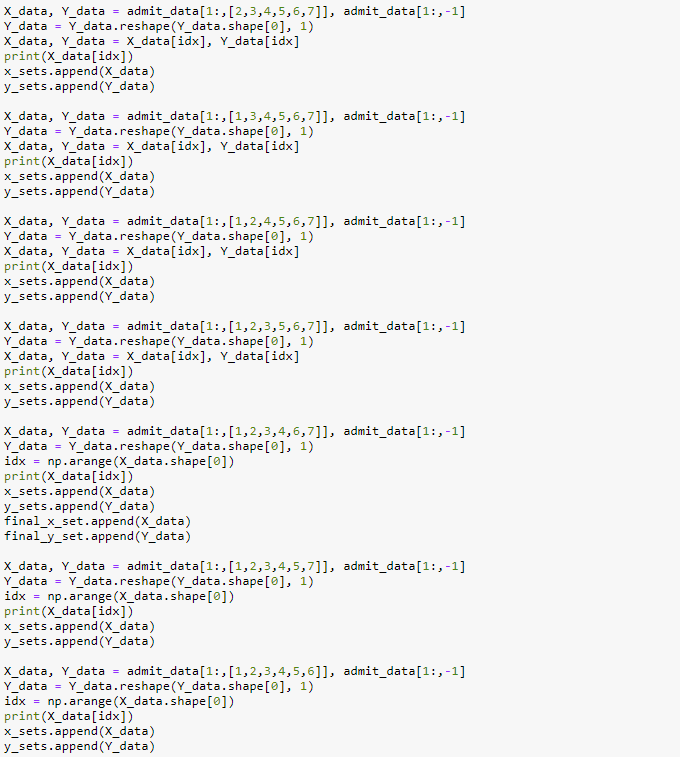 X_data, Y_data = admit_data[1:,[2,3,4,5,6,7]], admit_data[1:,-1]
Y_data = Y_data.reshape(Y_data.shape[0], 1)
X_data, Y_data = X_data[idx], Y_data[idx]
print(X_data[idx])
x_sets.append(X_data)
y_sets.append(Y_data)

X_data, Y_data = admit_data[1:,[1,3,4,5,6,7]], admit_data[1:,-1]
Y_data = Y_data.reshape(Y_data.shape[0], 1)
X_data, Y_data = X_data[idx], Y_data[idx]
print(X_data[idx])
x_sets.append(X_data)
y_sets.append(Y_data)

X_data, Y_data = admit_data[1:,[1,2,4,5,6,7]], admit_data[1:,-1]
Y_data = Y_data.reshape(Y_data.shape[0], 1)
X_data, Y_data = X_data[idx], Y_data[idx]
print(X_data[idx])
x_sets.append(X_data)
y_sets.append(Y_data)

X_data, Y_data = admit_data[1:,[1,2,3,5,6,7]], admit_data[1:,-1]
Y_data = Y_data.reshape(Y_data.shape[0], 1)
X_data, Y_data = X_data[idx], Y_data[idx]
print(X_data[idx])
x_sets.append(X_data)
y_sets.append(Y_data)

X_data, Y_data = admit_data[1:,[1,2,3,4,6,7]], admit_data[1:,-1]
Y_data = Y_data.reshape(Y_data.shape[0], 1)
idx = np.arange(X_data.shape[0])
print(X_data[idx])
x_sets.append(X_data)
y_sets.append(Y_data)
final_x_set.append(X_data)
final_y_set.append(Y_data)

X_data, Y_data = admit_data[1:,[1,2,3,4,5,7]], admit_data[1:,-1]
Y_data = Y_data.reshape(Y_data.shape[0], 1)
idx = np.arange(X_data.shape[0])
print(X_data[idx])
x_sets.append(X_data)
y_sets.append(Y_data)

X_data, Y_data = admit_data[1:,[1,2,3,4,5,6]], admit_data[1:,-1]
Y_data = Y_data.reshape(Y_data.shape[0], 1)
idx = np.arange(X_data.shape[0])
print(X_data[idx])
x_sets.append(X_data)
y_sets.append(Y_data)